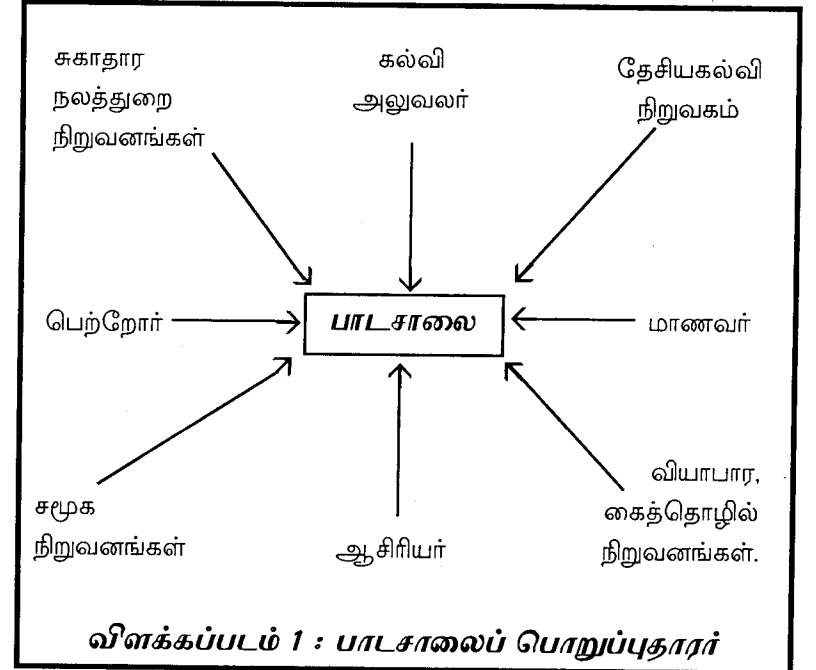 சுகாதார
நலத்துறை
நிறுவனங்கள்
கல்வி
அலுவலர்
தேசியகல்வி
நிறுவகம்
பெற்றோர்
பாடசாலை
மாணவர்
சமூக
நிறுவனங்கள்
ஆசிரியர்
வியாபார,
கைத்தொழில்
நிறுவனங்கள்.
விளக்கப்படம் 1 : பாடசாலைப் பொறுப்புதாரர்